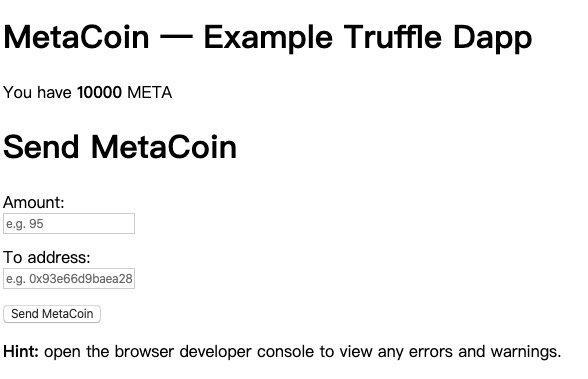 MetaCoin — Example Truffle Dapp
You have 10000 META
Send MetaCoin
Amount:
e.g. 95
To address:
e.g. 0x93e66d9baea28
Send MetaCoin
Hint: open the browser developer console to view any errors and warnings.